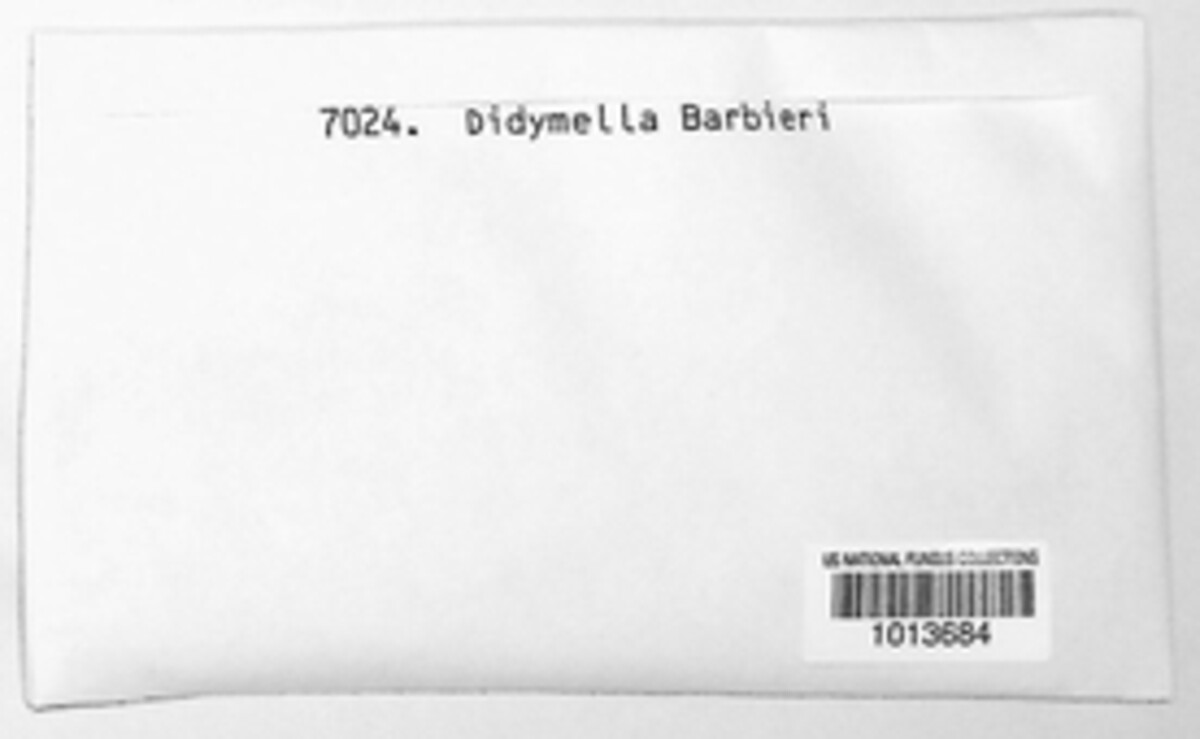 7024. Didymella Barbieri
US NATIONAL FUNGUS COLLECTIONS
1013684